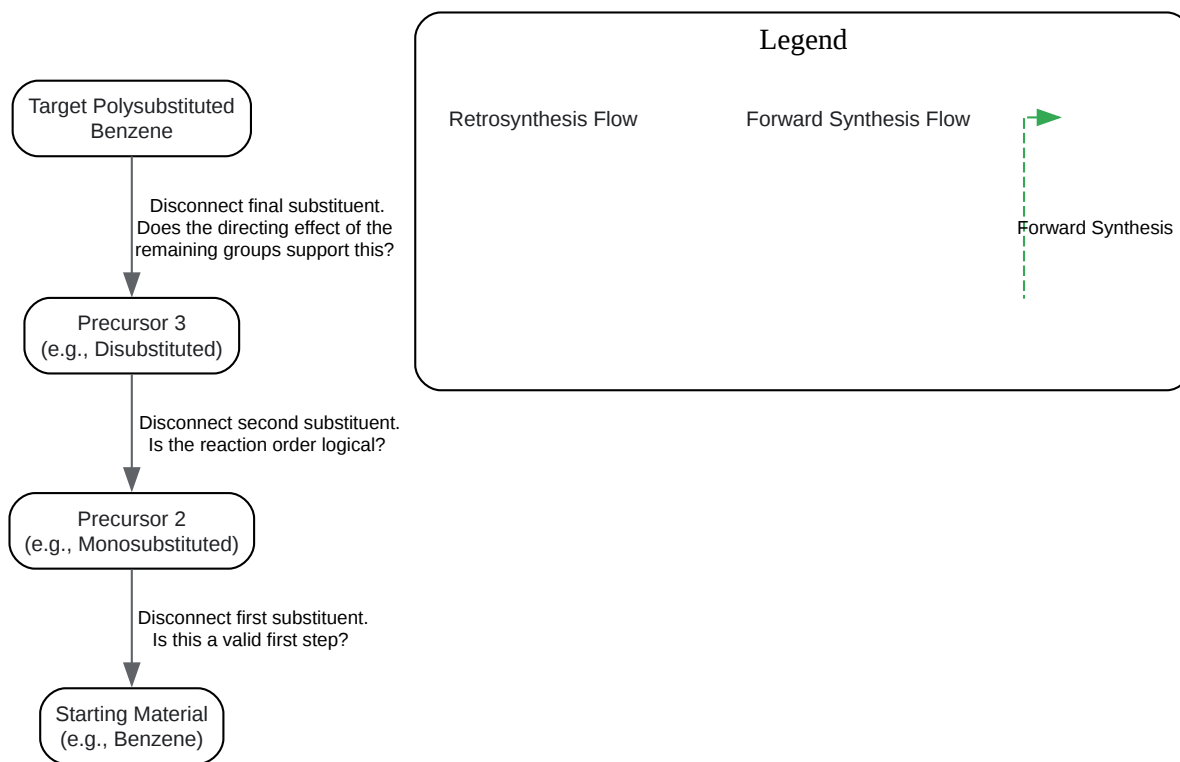 Legend
Target Polysubstituted
Benzene
Retrosynthesis Flow
Forward Synthesis Flow
Disconnect final substituent.
Does the directing effect of the
remaining groups support this?
Forward Synthesis
Precursor 3
(e.g., Disubstituted)
Disconnect second substituent.
Is the reaction order logical?
Precursor 2
(e.g., Monosubstituted)
Disconnect first substituent.
Is this a valid first step?
Starting Material
(e.g., Benzene)